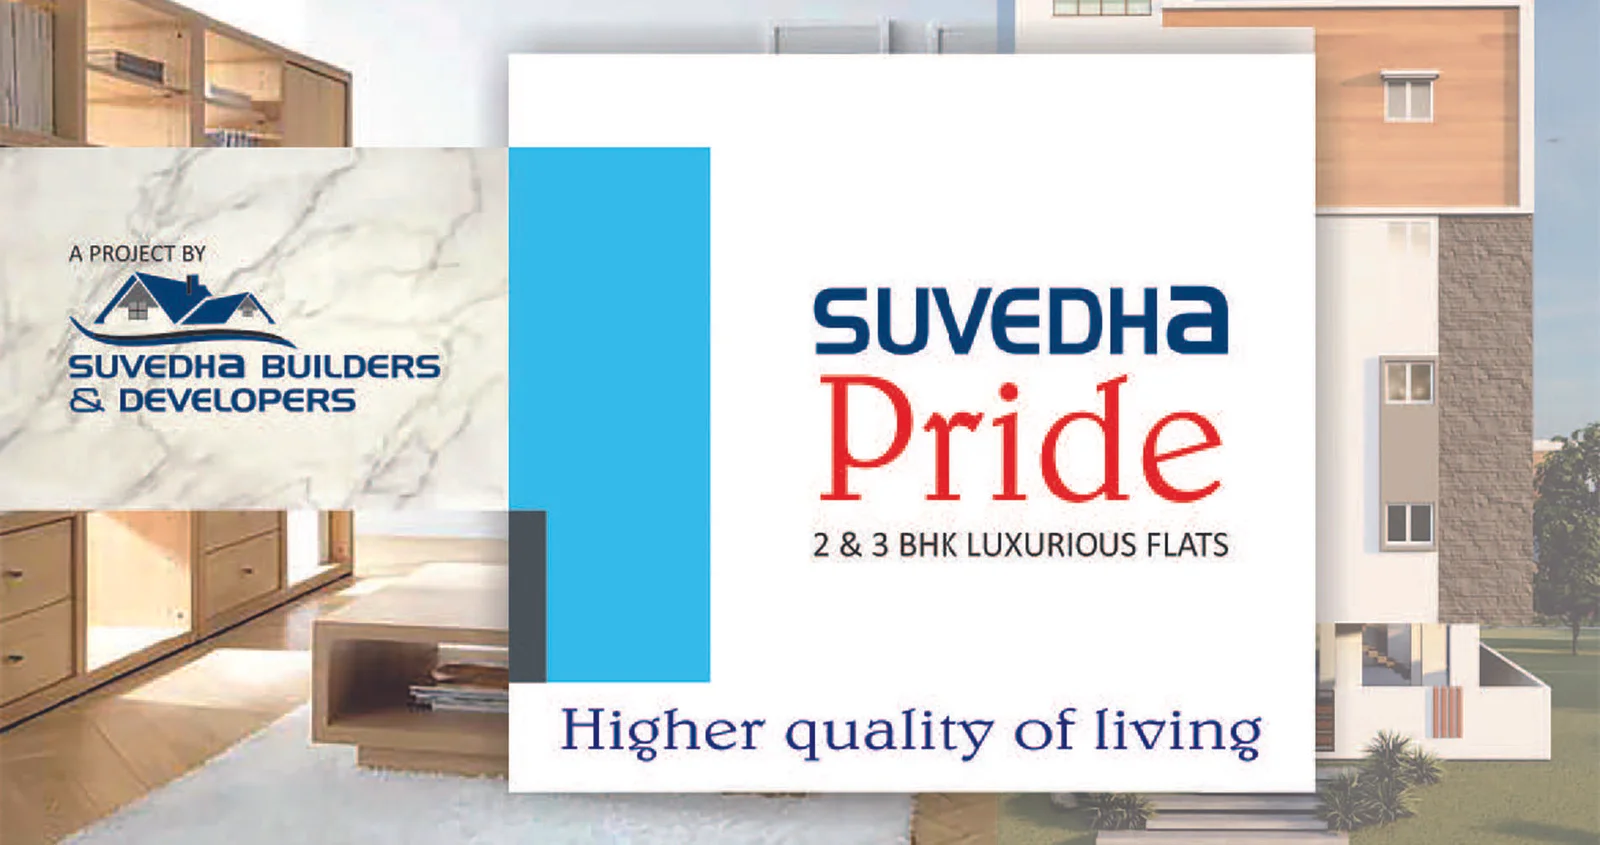 A PROJECT BY
SUVEDHa BUILDERS
& DEVELOPERS
SUVEDHa
Pride
2 & 3 BHK LUXURIOUS FLATS
Higher quality of living